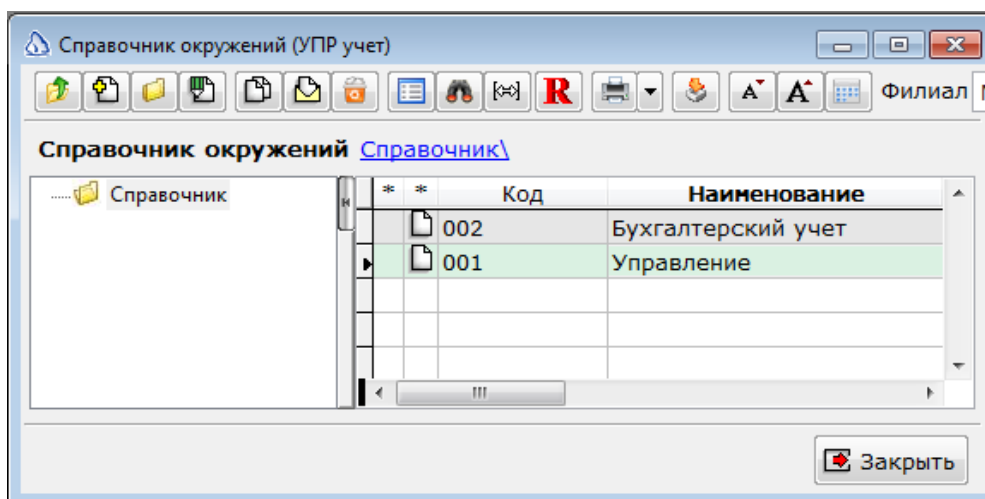 Справочник окружений (УПР учет)
R A A Филиал
Справочник окружений Справочник\
Справочник
* * Код Наименование
002 Бухгалтерский учет
001 Управление
Закрыть